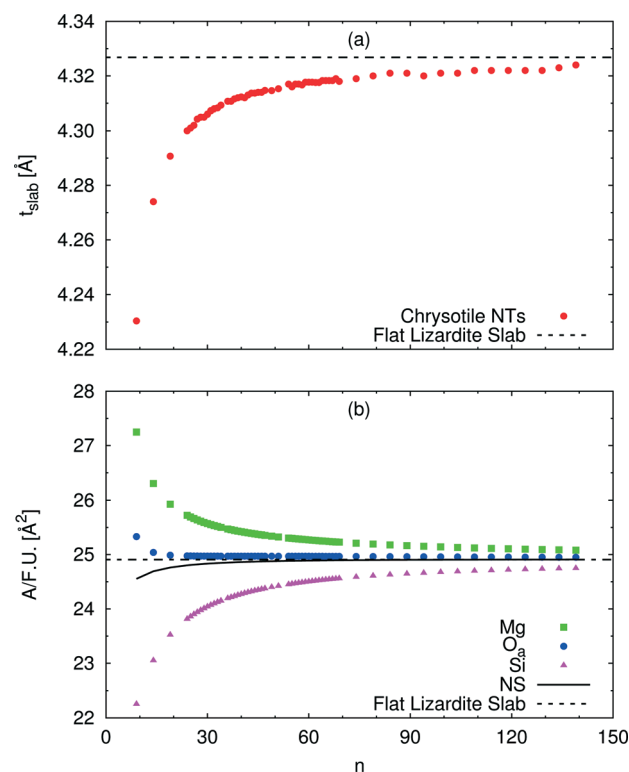 4.34
(a)
4.32
4.30
4.28
4.26
4.24
4.22
t_slab [Å]
Chrysotile NTs
Flat Lizardite Slab
28
(b)
27
26
25
24
23
22
A/F.U. [Å²]
Mg
Oₐ
Si
NS
Flat Lizardite Slab
0 30 60 90 120 150
n